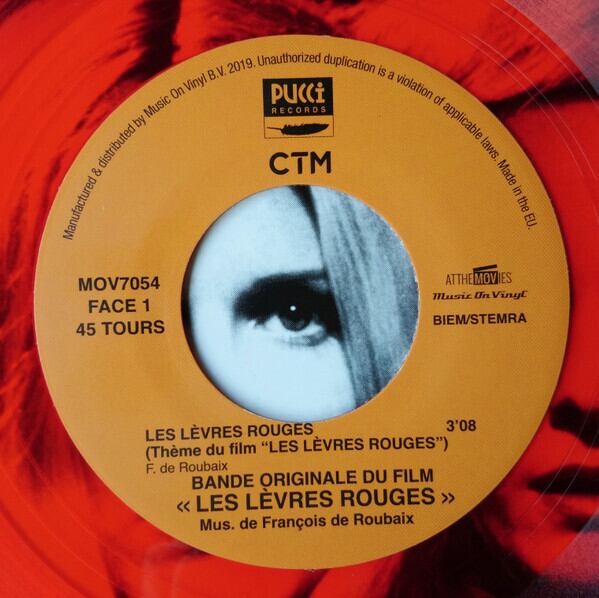 Manufactured & distributed by Music On Vinyl B.V. 2019. Unauthorized duplication is a violation of applicable laws. Made in the EU.
PUCCI
RECORDS
CTM
MOV7054
FACE 1
45 TOURS
ATTHEMOVIES
Music On Vinyl
BIEM/STEMRA
LES LÈVRES ROUGES 3'08
(Thème du film "LES LÈVRES ROUGES")
F. de Roubaix
BANDE ORIGINALE DU FILM
« LES LÈVRES ROUGES »
Mus. de François de Roubaix